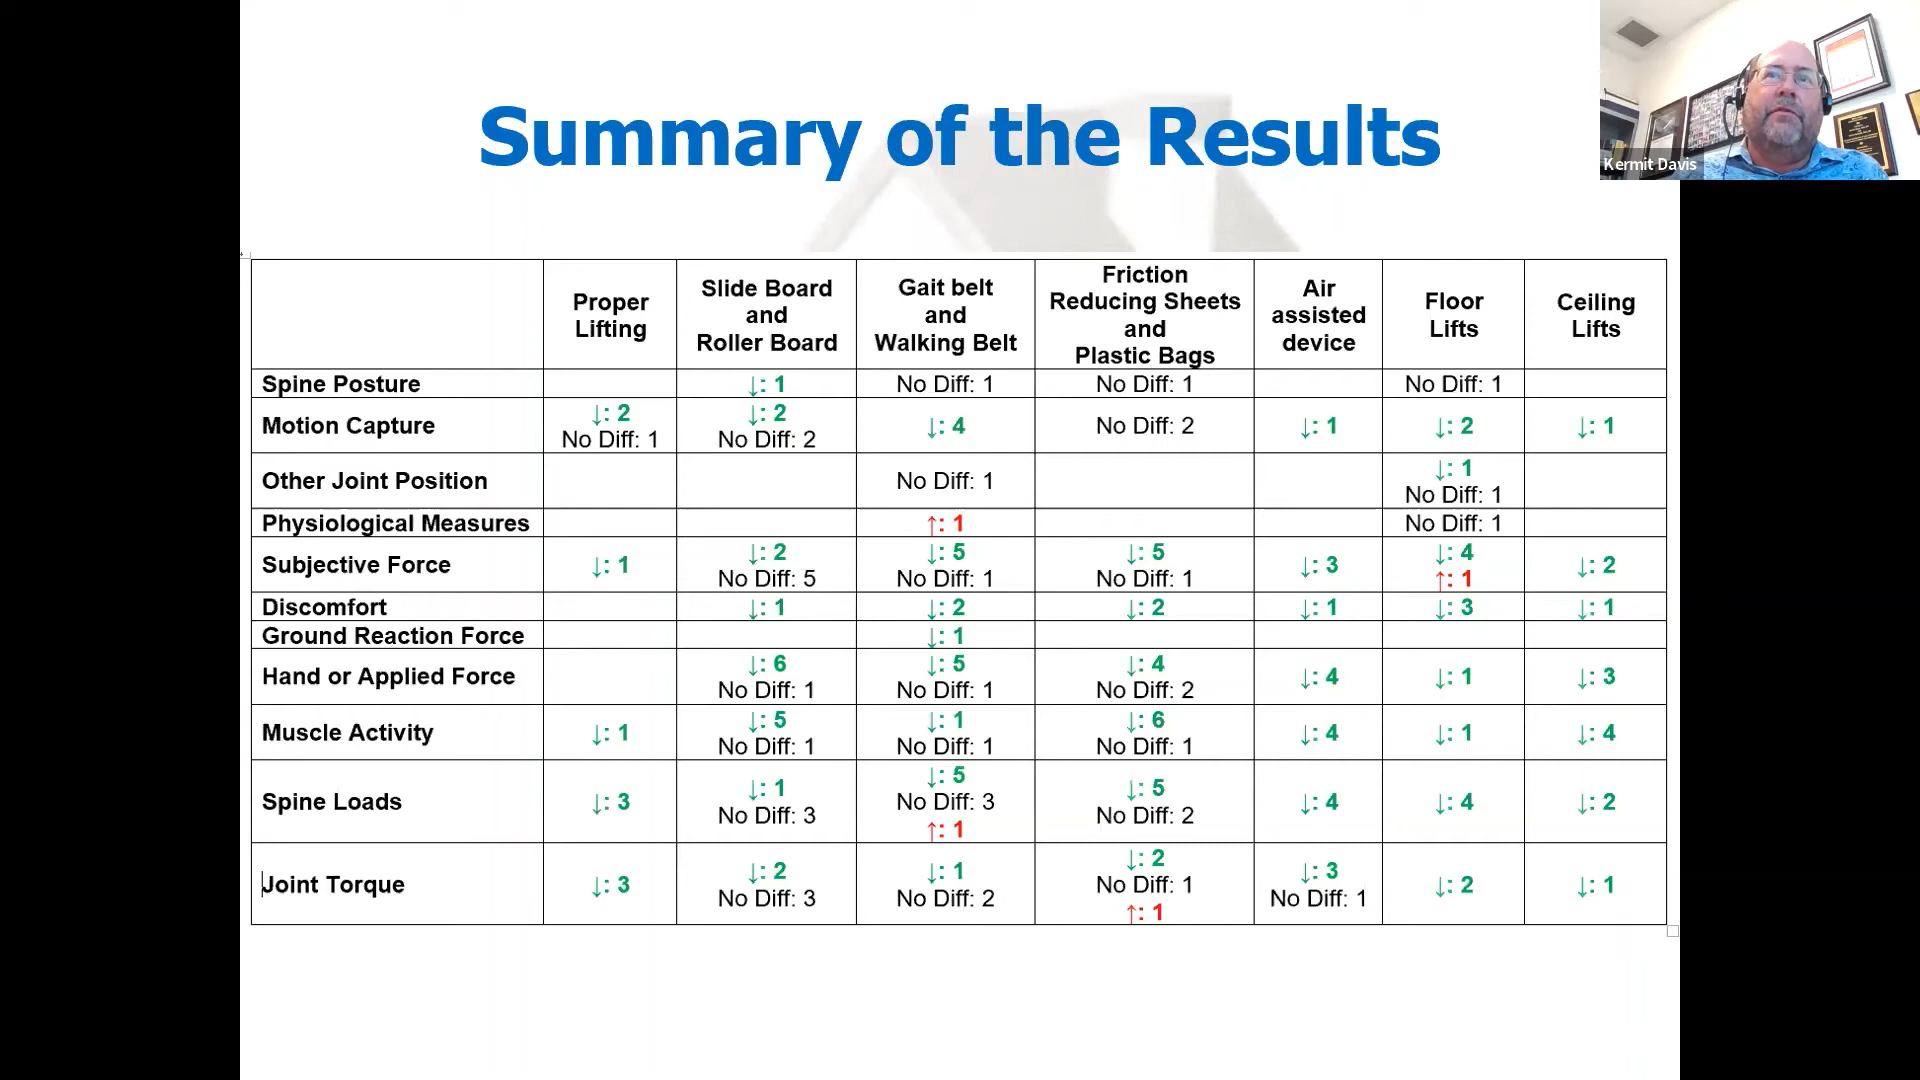 Summary of the Results
Kermit Davis
Proper
Lifting
Slide Board
and
Roller Board
Gait belt
and
Walking Belt
Friction
Reducing Sheets
and
Plastic Bags
Air
assisted
device
Floor
Lifts
Ceiling
Lifts
Spine Posture
↓: 1
No Diff: 1
No Diff: 1
No Diff: 1
Motion Capture
↓: 2
No Diff: 1
↓: 2
No Diff: 2
↓: 4
No Diff: 2
↓: 1
↓: 2
↓: 1
Other Joint Position
No Diff: 1
↓: 1
No Diff: 1
Physiological Measures
↑: 1
No Diff: 1
Subjective Force
↓: 1
↓: 2
No Diff: 5
↓: 5
No Diff: 1
↓: 5
No Diff: 1
↓: 3
↓: 4
↑: 1
↓: 2
Discomfort
↓: 1
↓: 2
↓: 2
↓: 1
↓: 3
↓: 1
Ground Reaction Force
↓: 1
Hand or Applied Force
↓: 6
No Diff: 1
↓: 5
No Diff: 1
↓: 4
No Diff: 2
↓: 4
↓: 1
↓: 3
Muscle Activity
↓: 1
↓: 5
No Diff: 1
↓: 1
No Diff: 1
↓: 6
No Diff: 1
↓: 4
↓: 1
↓: 4
Spine Loads
↓: 3
↓: 1
No Diff: 3
↓: 5
No Diff: 3
↑: 1
↓: 5
No Diff: 2
↓: 4
↓: 4
↓: 2
Joint Torque
↓: 3
↓: 2
No Diff: 3
↓: 1
No Diff: 2
↓: 2
No Diff: 1
↑: 1
↓: 3
No Diff: 1
↓: 2
↓: 1